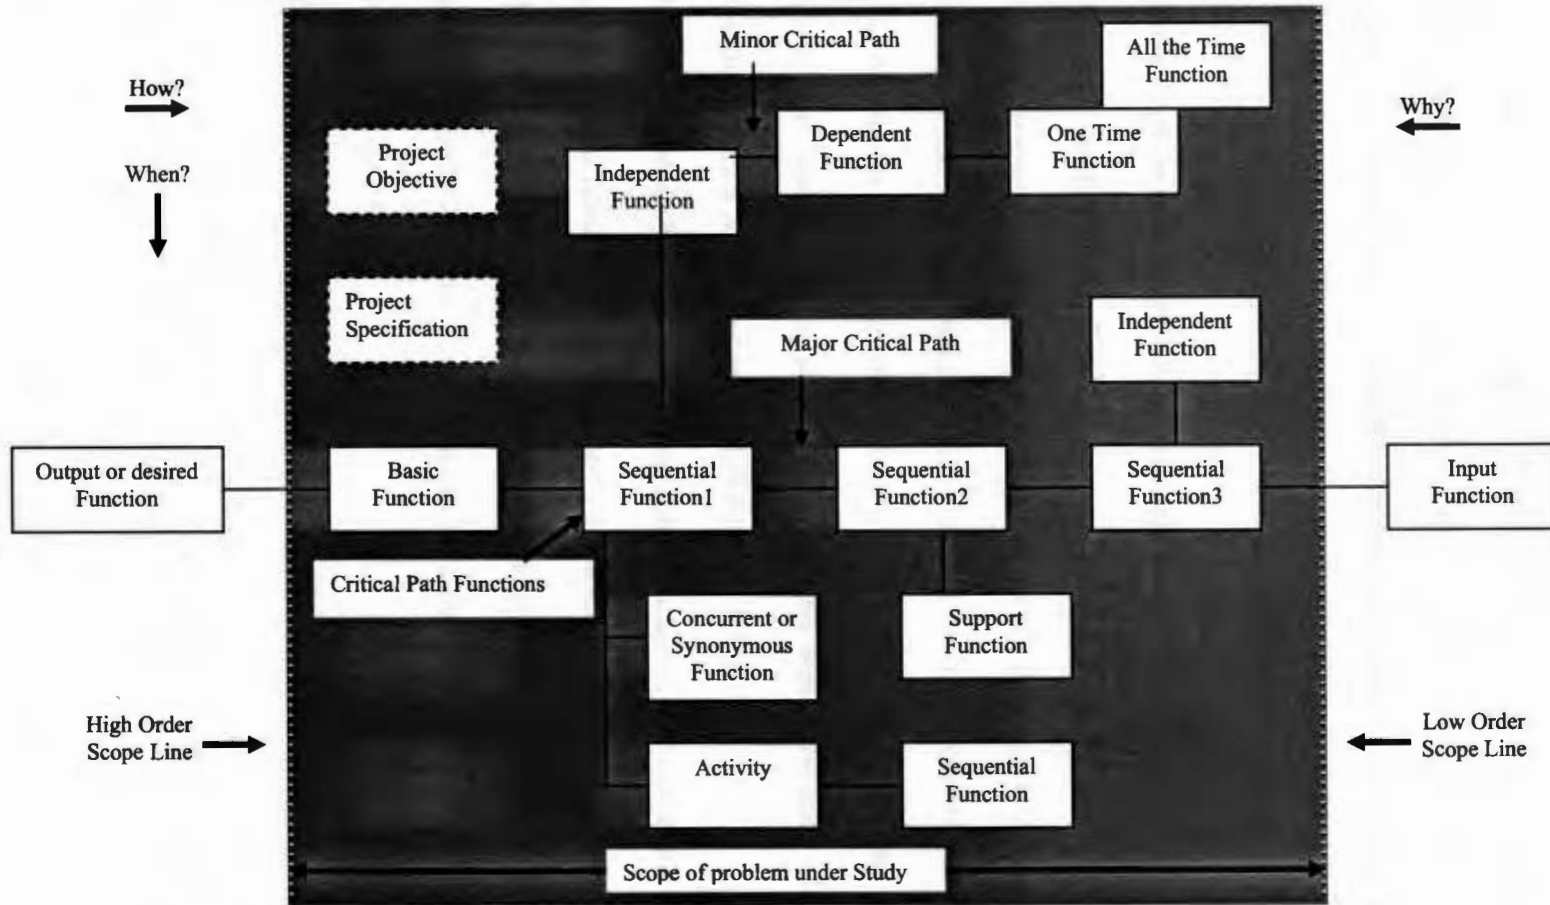 Minor Critical Path
All the Time
Function
How?
Why?
Project
Objective
Independent
Function
Dependent
Function
One Time
Function
When?
Project
Specification
Major Critical Path
Independent
Function
Output or desired
Function
Basic
Function
Sequential
Function1
Sequential
Function2
Sequential
Function3
Input
Function
Critical Path Functions
Concurrent or
Synonymous
Function
Support
Function
High Order
Scope Line
Low Order
Scope Line
Activity
Sequential
Function
Scope of problem under Study